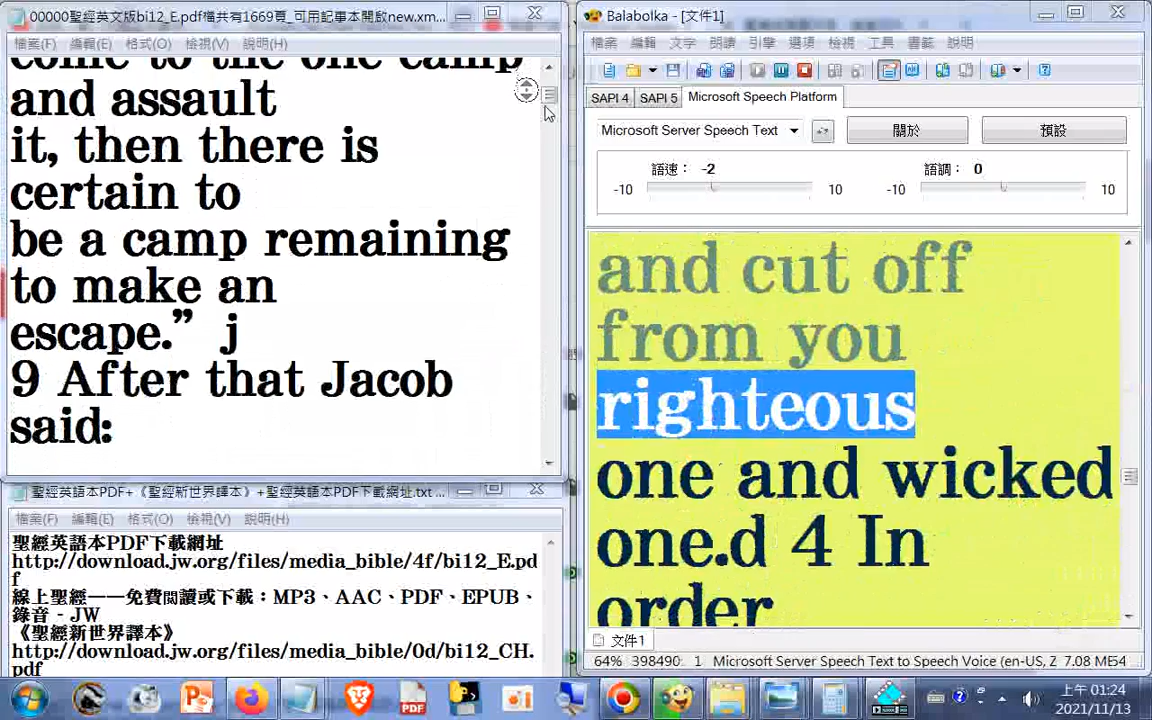 00000聖經英文版bi12_E.pdf檔共有1669頁_可用記事本開啟new.xm...
檔案(F) 編輯(E) 格式(O) 檢視(V) 說明(H)
come to the one camp
and assault
it, then there is
certain to
be a camp remaining
to make an
escape.” j
9 After that Jacob
said:
聖經英語本PDF+《聖經新世界譯本》+聖經英語本PDF下載網址.txt ...
檔案(F) 編輯(E) 格式(O) 檢視(V) 說明(H)
聖經英語本PDF下載網址
http://download.jw.org/files/media_bible/4f/bi12_E.pd
f
線上聖經——免費閱讀或下載：MP3、AAC、PDF、EPUB、
錄音 - JW
《聖經新世界譯本》
http://download.jw.org/files/media_bible/0d/bi12_CH.
pdf
Balabolka - [文件1]
檔案 編輯 文字 朗讀 引擎 選項 檢視 工具 書籤 說明
SAPI 4 SAPI 5 Microsoft Speech Platform
Microsoft Server Speech Text 關於 預設
語速： -2 語調： 0
-10 10 -10 10
and cut off
from you
righteous
one and wicked
one.d 4 In
order
文件1
64% 398490: 1 Microsoft Server Speech Text to Speech Voice (en-US, Z 7.08 ME54
PDF
上午 01:24
2021/11/13